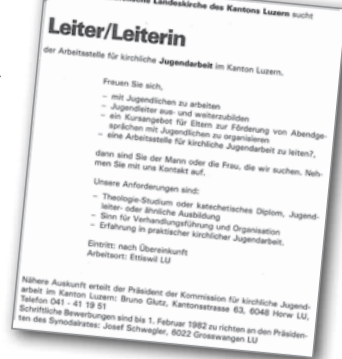 Landeskirche des Kantons Luzern sucht
Leiter/Leiterin
der Arbeitsstelle für kirchliche Jugendarbeit im Kanton Luzern.
Freuen Sie sich,
– mit Jugendlichen zu arbeiten
– Jugendleiter aus- und weiterzubilden
– ein Kursangebot für Eltern zur Förderung von Abendge-
sprächen mit Jugendlichen zu organisieren
– eine Arbeitsstelle für kirchliche Jugendarbeit zu leiten?,
dann sind Sie der Mann oder die Frau, die wir suchen. Neh-
men Sie mit uns Kontakt auf.
Unsere Anforderungen sind:
– Theologie-Studium oder katechetisches Diplom, Jugend-
leiter- oder ähnliche Ausbildung
– Sinn für Verhandlungsführung und Organisation
– Erfahrung in praktischer kirchlicher Jugendarbeit.
Eintritt: nach Übereinkunft
Arbeitsort: Ettiswil LU
Nähere Auskunft erteilt der Präsident der Kommission für kirchliche Jugend-
arbeit im Kanton Luzern: Bruno Glutz, Kantonsstrasse 63, 6048 Horw LU,
Telefon 041 - 41 19 51
Schriftliche Bewerbungen sind bis 1. Februar 1982 zu richten an den Präsiden-
ten des Synodalrates: Josef Schwegler, 6022 Grosswangen LU